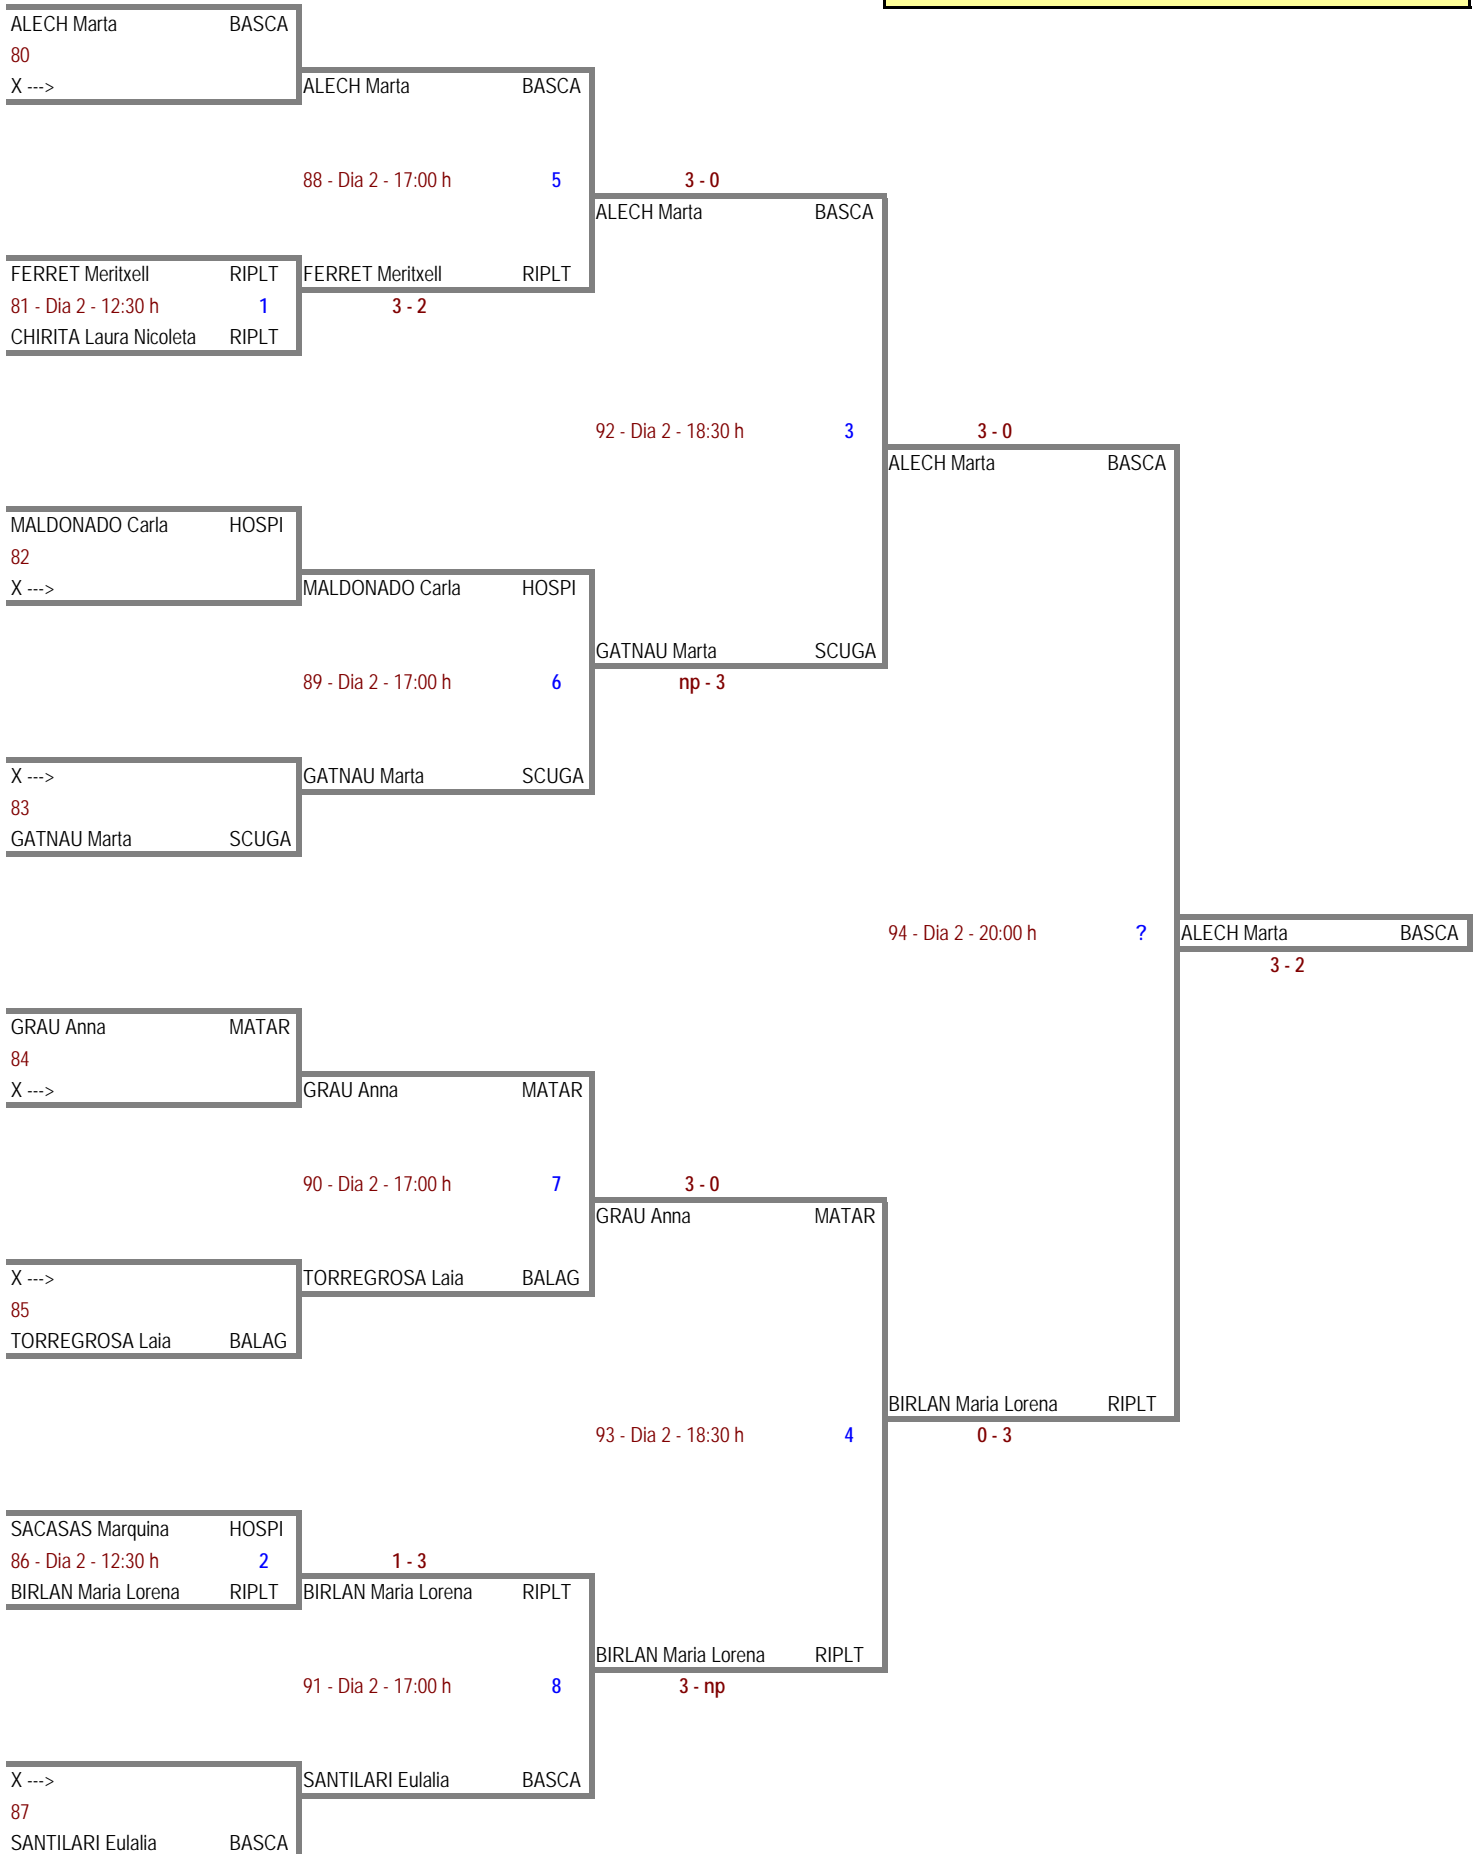 ALECH Marta BASCA
80
X --->
ALECH Marta BASCA
88 - Dia 2 - 17:00 h 5
3 - 0
ALECH Marta BASCA
FERRET Meritxell RIPLT
FERRET Meritxell RIPLT
81 - Dia 2 - 12:30 h 1
3 - 2
CHIRITA Laura Nicoleta RIPLT
92 - Dia 2 - 18:30 h 3
3 - 0
ALECH Marta BASCA
MALDONADO Carla HOSPI
82
X --->
MALDONADO Carla HOSPI
GATNAU Marta SCUGA
89 - Dia 2 - 17:00 h 6
np - 3
X --->
GATNAU Marta SCUGA
83
GATNAU Marta SCUGA
94 - Dia 2 - 20:00 h ?
ALECH Marta BASCA
3 - 2
GRAU Anna MATAR
84
X --->
GRAU Anna MATAR
90 - Dia 2 - 17:00 h 7
3 - 0
GRAU Anna MATAR
X --->
TORREGROSA Laia BALAG
85
TORREGROSA Laia BALAG
BIRLAN Maria Lorena RIPLT
93 - Dia 2 - 18:30 h 4
0 - 3
SACASAS Marquina HOSPI
86 - Dia 2 - 12:30 h 2
1 - 3
BIRLAN Maria Lorena RIPLT
BIRLAN Maria Lorena RIPLT
BIRLAN Maria Lorena RIPLT
91 - Dia 2 - 17:00 h 8
3 - np
X --->
SANTILARI Eulalia BASCA
87
SANTILARI Eulalia BASCA